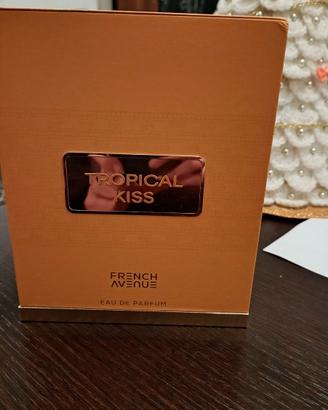 TROPICAL
KISS
FRENCH
AVENUE
EAU DE PARFUM